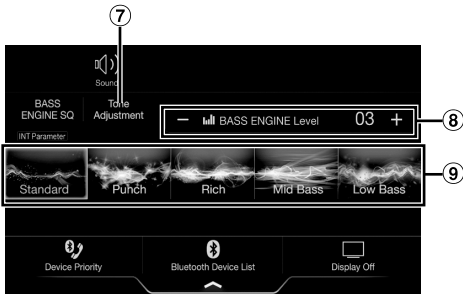 7
Sound
BASS ENGINE SQ
Tone Adjustment
INT Parameter
− BASS ENGINE Level 03 +
8
Standard
Punch
Rich
Mid Bass
Low Bass
9
Device Priority
Bluetooth Device List
Display Off